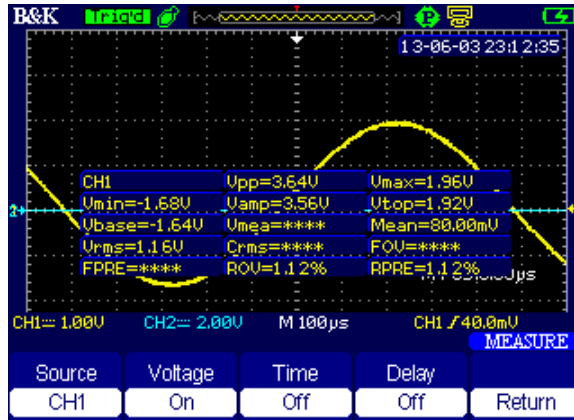 B&K Trig'd P
13-06-03 23:12:35
CH1 Vpp=3.64V Vmax=1.96V
Vmin=-1.68V Vamp=3.56V Vtop=1.92V
2
Vbase=-1.64V Vmea=**** Mean=80.00mV
Vrms=1.16V Crms=**** FOV=****
FPRE=**** ROV=1.12% RPRE=1.12%
CH1 1.00V CH2 2.00V M 100μs CH1 40.0mV
MEASURE
Source Voltage Time Delay
CH1 On Off Off Return